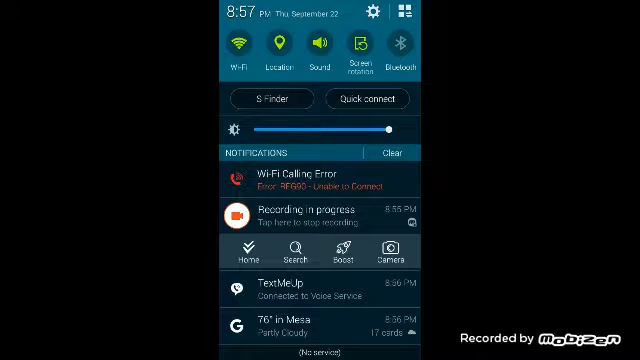 8:57 PM Thu, September 22
Wi-Fi Location Sound Screen rotation Bluetooth
S Finder Quick connect
NOTIFICATIONS Clear
Wi-Fi Calling Error
Error: REG90 - Unable to Connect
Recording in progress 8:55 PM
Tap here to stop recording.
Home Search Boost Camera
TextMeUp 8:56 PM
Connected to Voice Service
G
76° in Mesa 8:56 PM
Partly Cloudy 17 cards
(No service)
Recorded by MOBIZEN